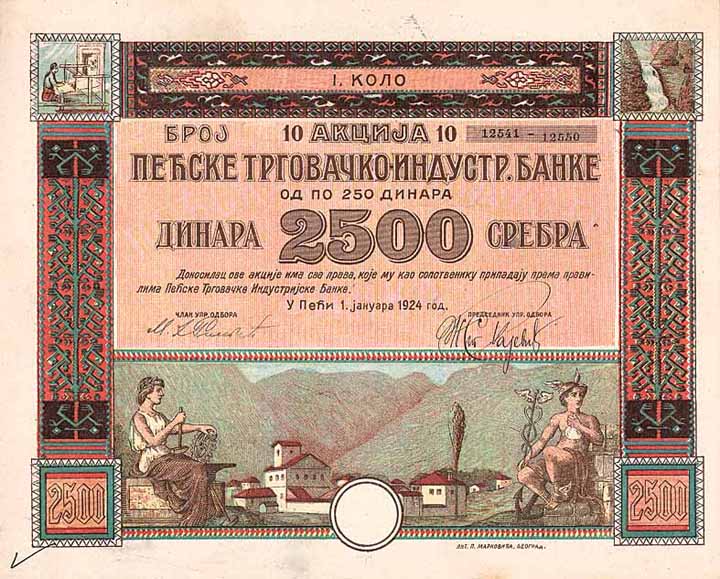 I. КОЛО
БРОЈ 10 АКЦИЈА 10 12541 - 12550
ПЕЋСКЕ ТРГОВАЧКО-ИНДУСТР. БАНКЕ
ОД ПО 250 ДИНАРА
ДИНАРА 2500 СРЕБРА
Доносилац ове акције има сва права, које му као сопственику припадају према прави-
лима Пећске Трговачке Индустријске Банке.
У Пећи 1. јануара 1924 год.
ЧЛАН УПР. ОДБОРА ПРЕДСЕДНИК УПР. ОДБОРА
2500 2500
ЛИТ. П. МАРКОВИЋА, БЕОГРАД.